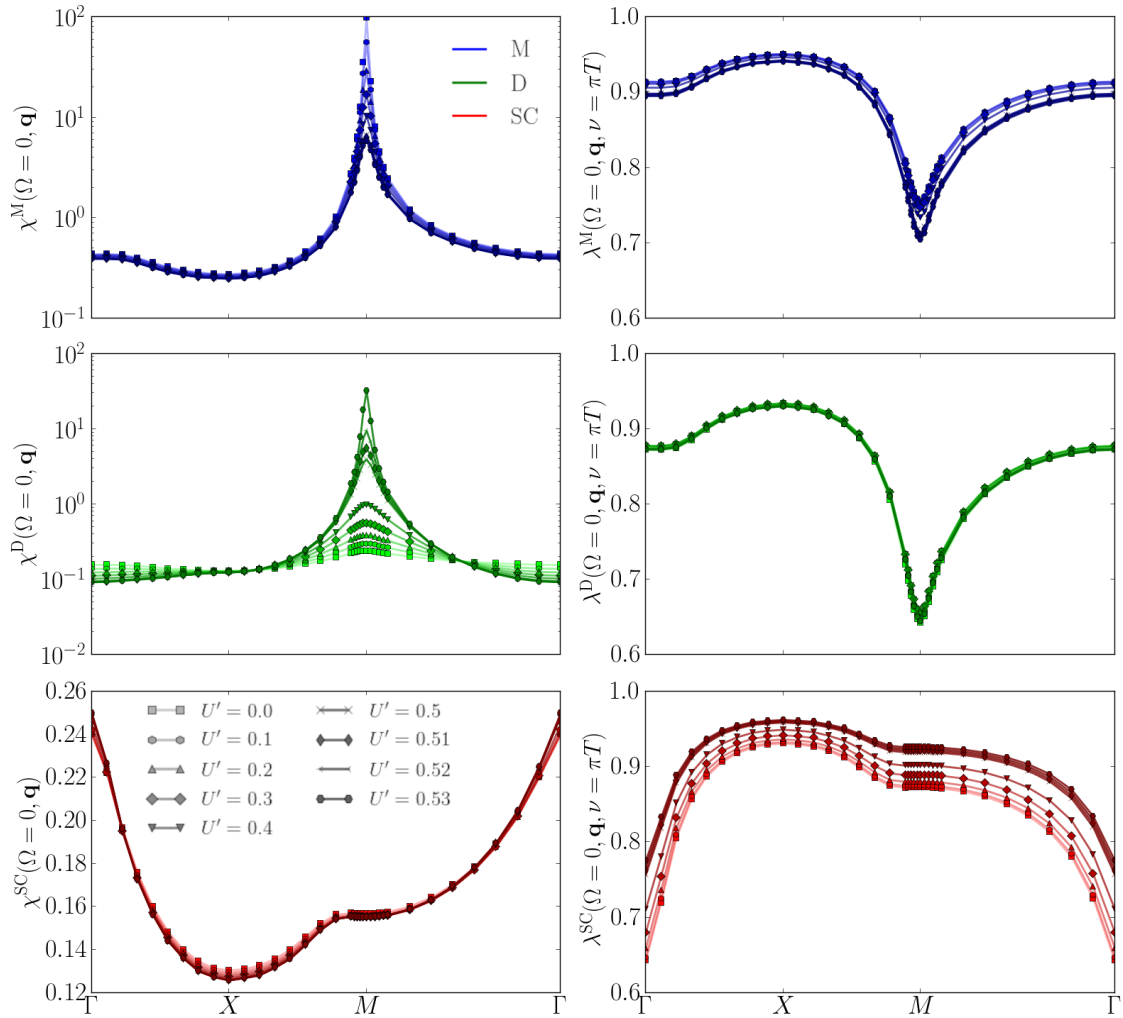 10^2
10^1
10^0
10^{-1}
χ^M(Ω = 0, q)
M
D
SC
1.0
0.9
0.8
0.7
0.6
λ^M(Ω = 0, q, ν = πT)
10^2
10^1
10^0
10^{-1}
10^{-2}
χ^D(Ω = 0, q)
1.0
0.9
0.8
0.7
0.6
λ^D(Ω = 0, q, ν = πT)
0.26
0.24
0.22
0.20
0.18
0.16
0.14
0.12
χ^{SC}(Ω = 0, q)
U′ = 0.0
U′ = 0.1
U′ = 0.2
U′ = 0.3
U′ = 0.4
U′ = 0.5
U′ = 0.51
U′ = 0.52
U′ = 0.53
Γ X M Γ
1.0
0.9
0.8
0.7
0.6
λ^{SC}(Ω = 0, q, ν = πT)
Γ X M Γ